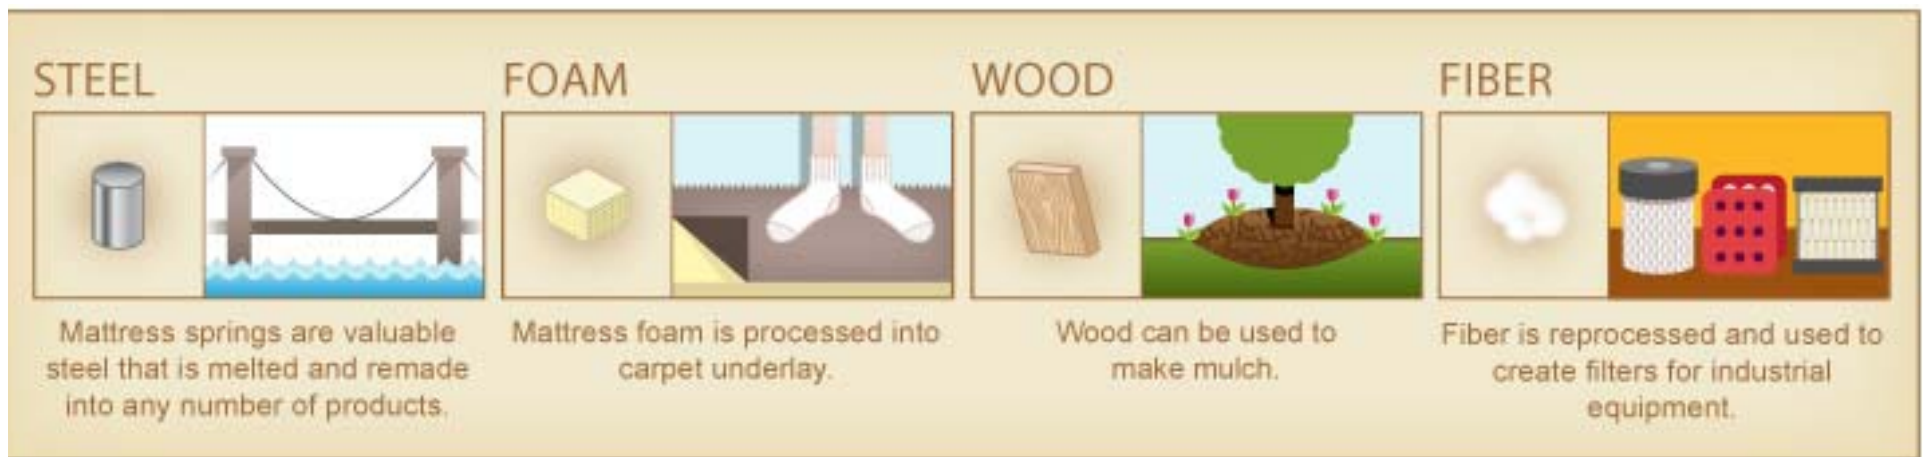 STEEL
Mattress springs are valuable
steel that is melted and remade
into any number of products.
FOAM
Mattress foam is processed into
carpet underlay.
WOOD
Wood can be used to
make mulch.
FIBER
Fiber is reprocessed and used to
create filters for industrial
equipment.